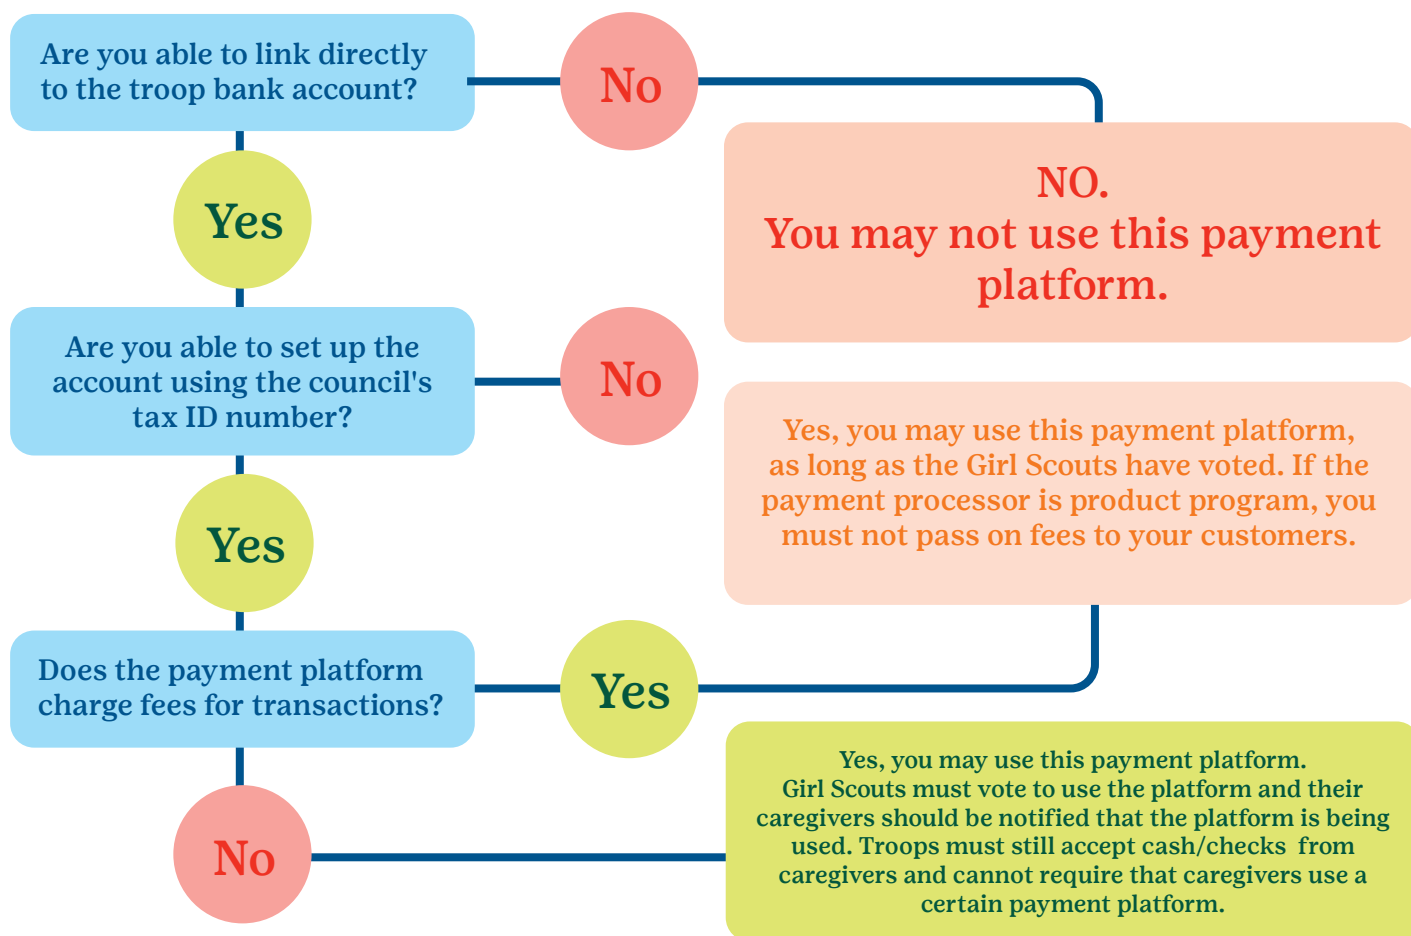 Are you able to link directly
to the troop bank account?
No
NO.
You may not use this payment
platform.
Yes
Are you able to set up the
account using the council's
tax ID number?
No
Yes, you may use this payment platform,
as long as the Girl Scouts have voted. If the
payment processor is product program, you
must not pass on fees to your customers.
Yes
Does the payment platform
charge fees for transactions?
Yes
No
Yes, you may use this payment platform.
Girl Scouts must vote to use the platform and their
caregivers should be notified that the platform is being
used. Troops must still accept cash/checks from
caregivers and cannot require that caregivers use a
certain payment platform.